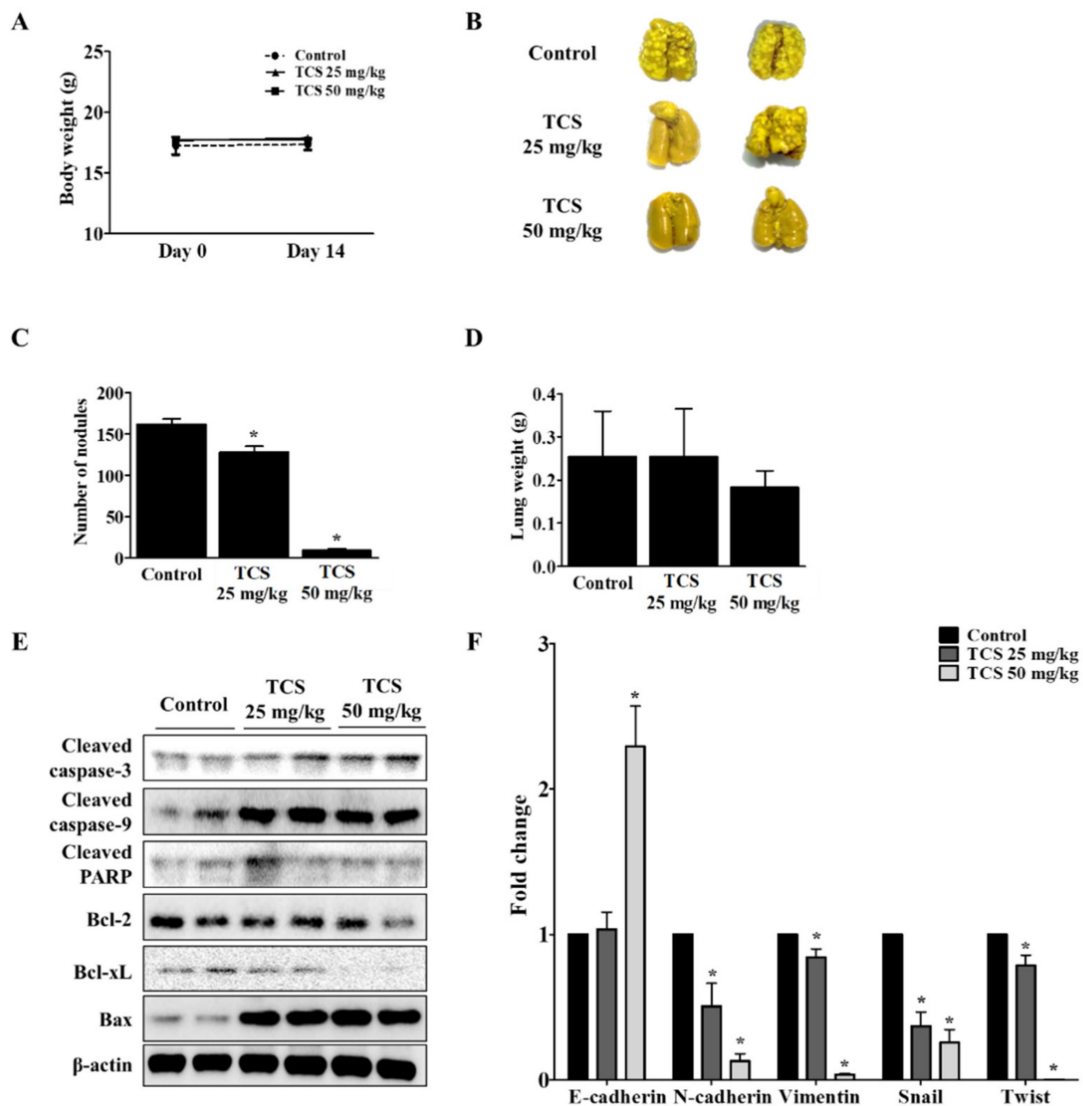 A
Body weight (g)
25
20
15
10
Control
TCS 25 mg/kg
TCS 50 mg/kg
Day 0 Day 14
B
Control
TCS
25 mg/kg
TCS
50 mg/kg
C
Number of nodules
200
150
100
50
0
*
*
Control TCS TCS
25 mg/kg 50 mg/kg
D
Lung weight (g)
0.4
0.3
0.2
0.1
0.0
Control TCS TCS
25 mg/kg 50 mg/kg
E
Control TCS TCS
25 mg/kg 50 mg/kg
Cleaved
caspase-3
Cleaved
caspase-9
Cleaved
PARP
Bcl-2
Bcl-xL
Bax
β-actin
F
Fold change
3
2
1
0
Control
TCS 25 mg/kg
TCS 50 mg/kg
*
* *
* *
* *
* *
E-cadherin N-cadherin Vimentin Snail Twist